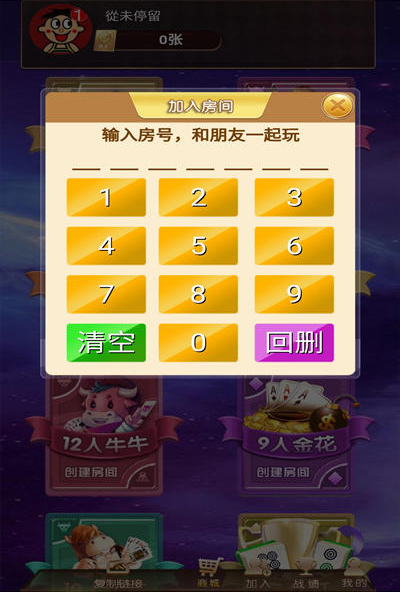 1
從未停留
0张
加入房间
输入房号，和朋友一起玩
1 2 3
4 5 6
7 8 9
清空 0 回删
12人牛牛 9人金花
创建房间 创建房间
复制链接 商城 加入 战绩 我的